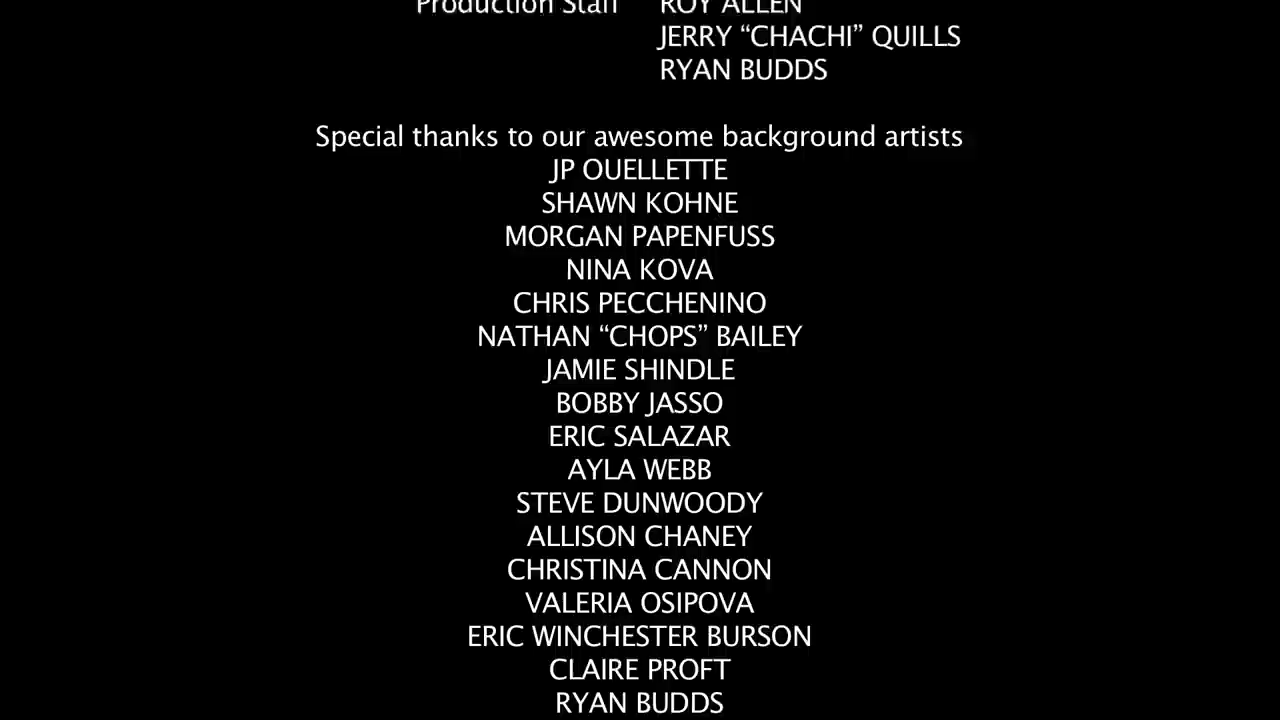 Production Staff ROY ALLEN
JERRY “CHACHI” QUILLS
RYAN BUDDS
Special thanks to our awesome background artists
JP OUELLETTE
SHAWN KOHNE
MORGAN PAPENFUSS
NINA KOVA
CHRIS PECCHENINO
NATHAN “CHOPS” BAILEY
JAMIE SHINDLE
BOBBY JASSO
ERIC SALAZAR
AYLA WEBB
STEVE DUNWOODY
ALLISON CHANEY
CHRISTINA CANNON
VALERIA OSIPOVA
ERIC WINCHESTER BURSON
CLAIRE PROFT
RYAN BUDDS